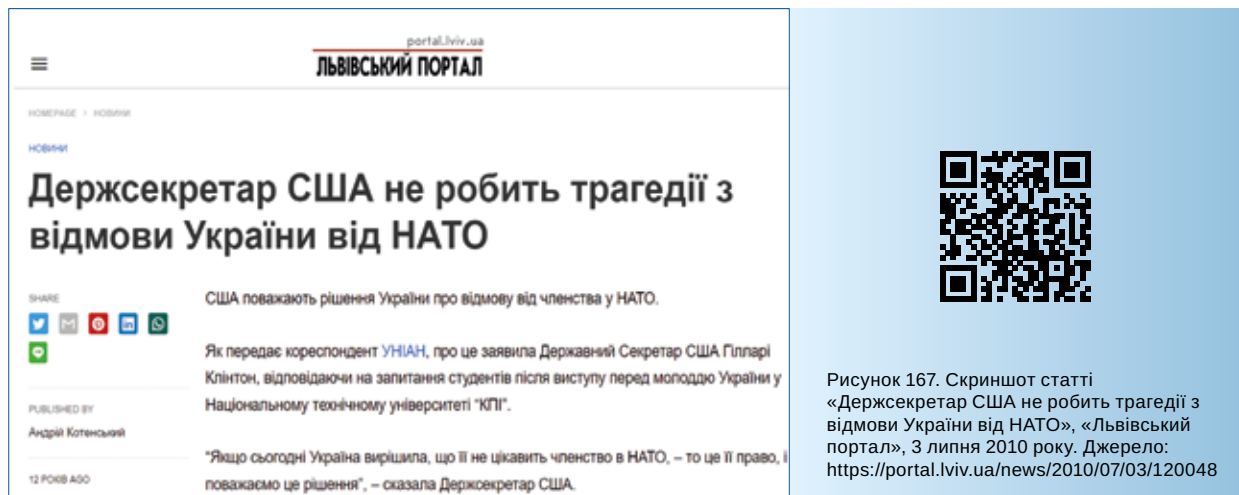 portal.lviv.ua
ЛЬВІВСЬКИЙ ПОРТАЛ
HOMEPAGE > НОВИНИ
НОВИНИ
Держсекретар США не робить трагедії з
відмови України від НАТО
SHARE
США поважають рішення України про відмову від членства у НАТО.
Як передає кореспондент УНІАН, про це заявила Державний Секретар США Гілларі
Клінтон, відповідаючи на запитання студентів після виступу перед молоддю України у
Національному технічному університеті "КПІ".
PUBLISHED BY
Андрій Котенський
"Якщо сьогодні Україна вирішила, що її не цікавить членство в НАТО, – то це її право, і
поважаємо це рішення", – сказала Держсекретар США.
12 РОКІВ AGO
Рисунок 167. Скриншот статті
«Держсекретар США не робить трагедії з
відмови України від НАТО», «Львівський
портал», 3 липня 2010 року. Джерело:
https://portal.lviv.ua/news/2010/07/03/120048